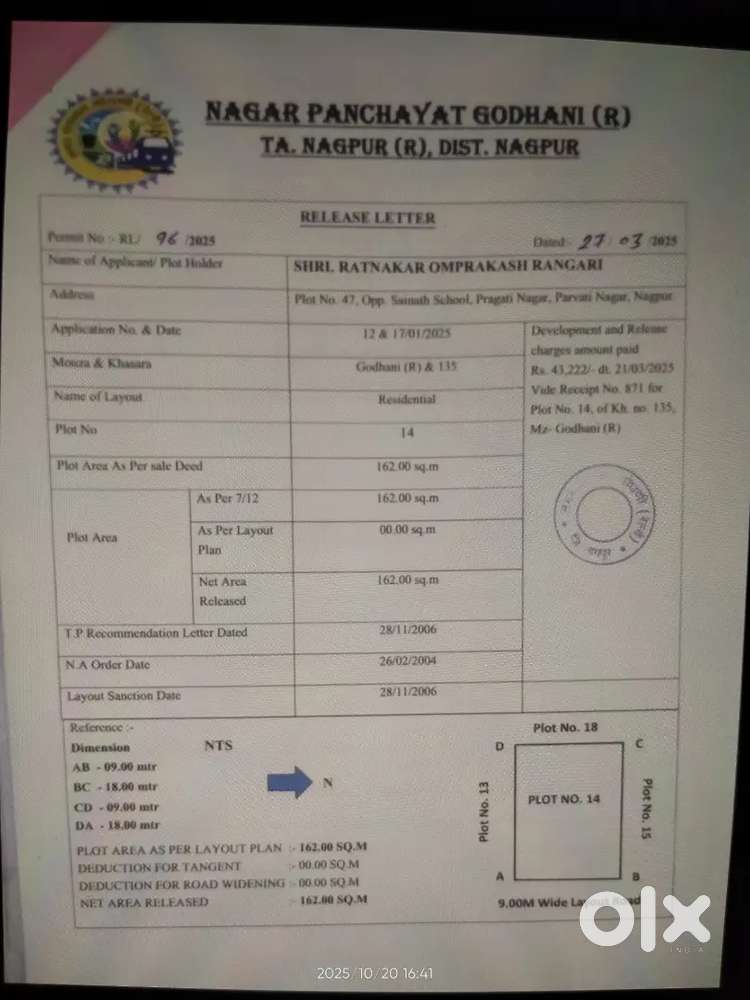 NAGAR PANCHAYAT GODHANI (R)
TA. NAGPUR (R), DIST. NAGPUR
RELEASE LETTER
Permit No :- RL/ 96 /2025 Dated:- 27/ 03 /2025
Name of Applicant/ Plot Holder SHRI. RATNAKAR OMPRAKASH RANGARI
Address Plot No. 47, Opp. Sainath School, Pragati Nagar, Parvati Nagar, Nagpur
Application No. & Date 12 & 17/01/2025
Mouza & Khasara Godhani (R) & 135
Name of Layout Residential
Plot No 14
Development and Release
charges amount paid
Rs. 43,222/- dt. 21/03/2025
Vide Receipt No. 871 for
Plot No. 14, of Kh. no. 135,
Mz- Godhani (R)
Plot Area As Per sale Deed 162.00 sq.m
Plot Area
As Per 7/12 162.00 sq.m
As Per Layout 00.00 sq.m
Plan
Net Area 162.00 sq.m
Released
T.P Recommendation Letter Dated 28/11/2006
N.A Order Date 26/02/2004
Layout Sanction Date 28/11/2006
Reference :-
Dimension NTS
AB - 09.00 mtr
BC - 18.00 mtr
CD - 09.00 mtr
DA - 18.00 mtr
N
PLOT AREA AS PER LAYOUT PLAN :- 162.00 SQ.M
DEDUCTION FOR TANGENT :- 00.00 SQ.M
DEDUCTION FOR ROAD WIDENING :- 00.00 SQ.M
NET AREA RELEASED :- 162.00 SQ.M
Plot No. 18
D C
Plot No. 13
PLOT NO. 14
Plot No. 15
A B
9.00M Wide Layout Road
olx
INDIA
2025/10/20 16:41